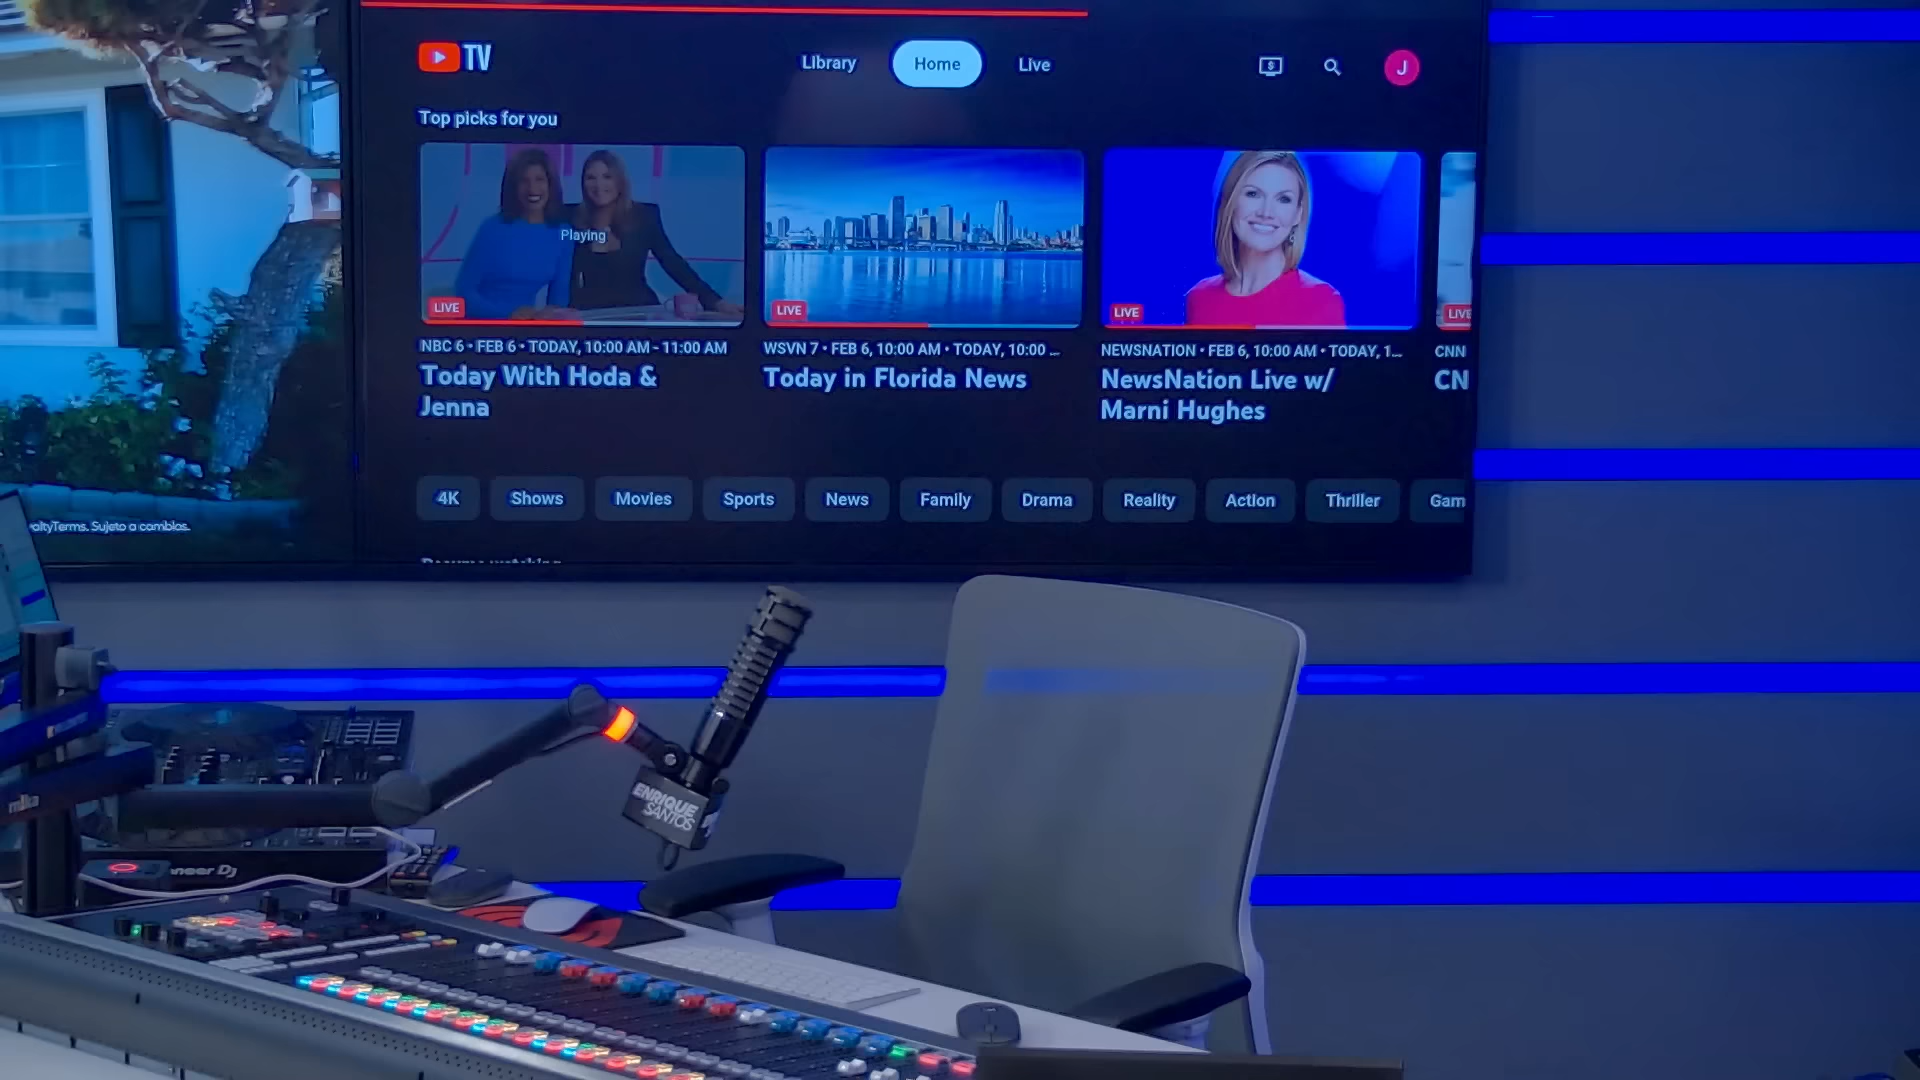 TV
Library
Home
Live
J
Top picks for you
Playing
LIVE
LIVE
LIVE
LIVE
NBC 6 • FEB 6 • TODAY, 10:00 AM - 11:00 AM
Today With Hoda &
Jenna
WSVN 7 • FEB 6, 10:00 AM • TODAY, 10:00 ...
Today in Florida News
NEWSNATION • FEB 6, 10:00 AM • TODAY, 1...
NewsNation Live w/
Marni Hughes
CNN
CN
4K
Shows
Movies
Sports
News
Family
Drama
Reality
Action
Thriller
Gam
altyTerms. Sujeto a cambios.
ENRIQUE
SANTOS
mika
neer DJ